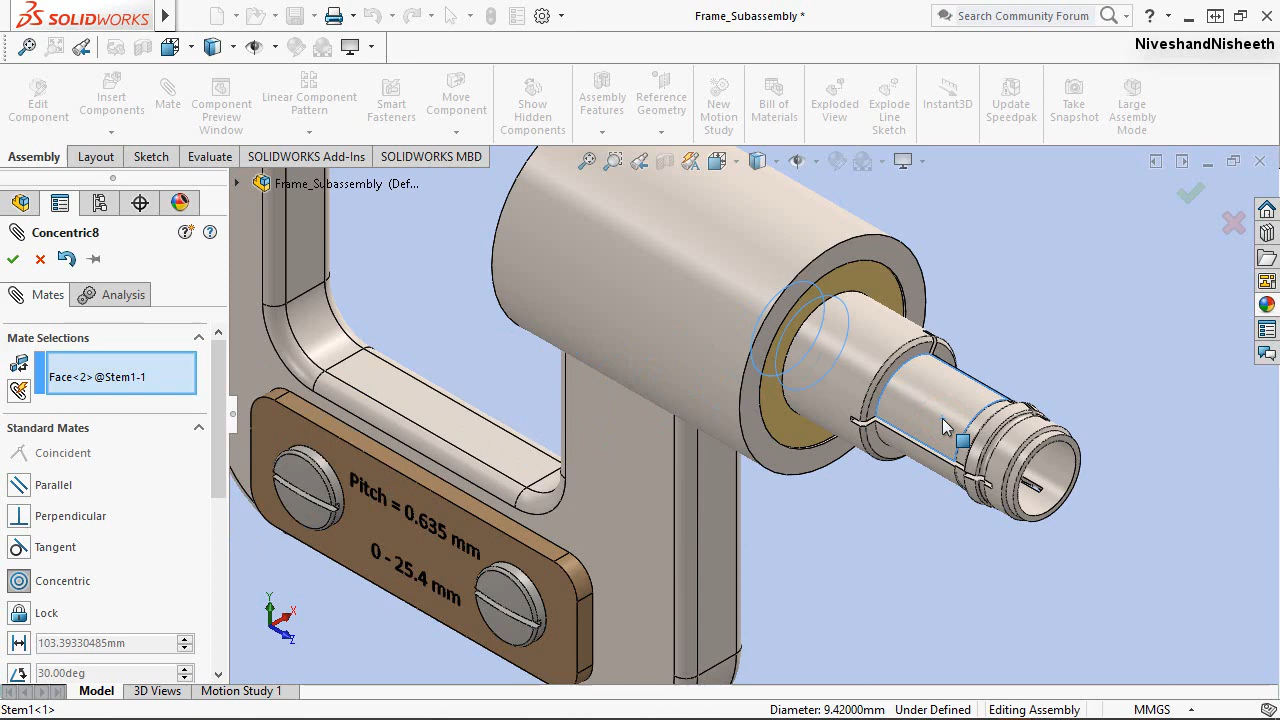 SOLIDWORKS
Frame_Subassembly *
Search Community Forum
?
NiveshandNisheeth
Edit Component
Insert Components
Mate
Component Preview Window
Linear Component Pattern
Smart Fasteners
Move Component
Show Hidden Components
Assembly Features
Reference Geometry
New Motion Study
Bill of Materials
Exploded View
Explode Line Sketch
Instant3D
Update Speedpak
Take Snapshot
Large Assembly Mode
Assembly Layout Sketch Evaluate SOLIDWORKS Add-Ins SOLIDWORKS MBD
Frame_Subassembly (Def...
Concentric8
Mates Analysis
Mate Selections
Face<2>@Stem1-1
Standard Mates
Coincident
Parallel
Perpendicular
Tangent
Concentric
Lock
103.39330485mm
30.00deg
Pitch = 0.635 mm
0 - 25.4 mm
Y
X
Z
Model 3D Views Motion Study 1
Stem1<1> Diameter: 9.42000mm Under Defined Editing Assembly MMGS